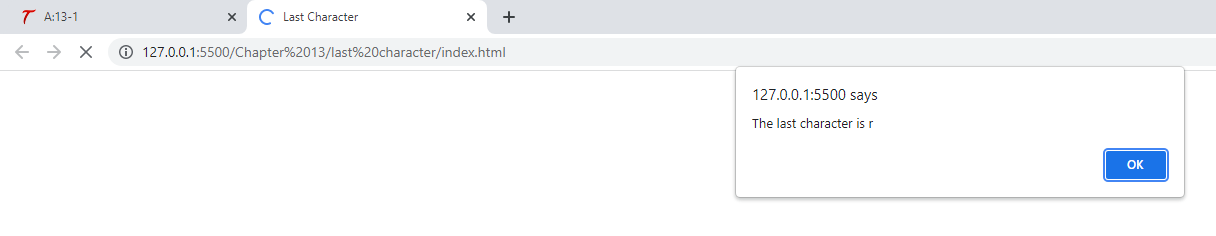 A:13-1
Last Character
127.0.0.1:5500/Chapter%2013/last%20character/index.html
127.0.0.1:5500 says
The last character is r
OK